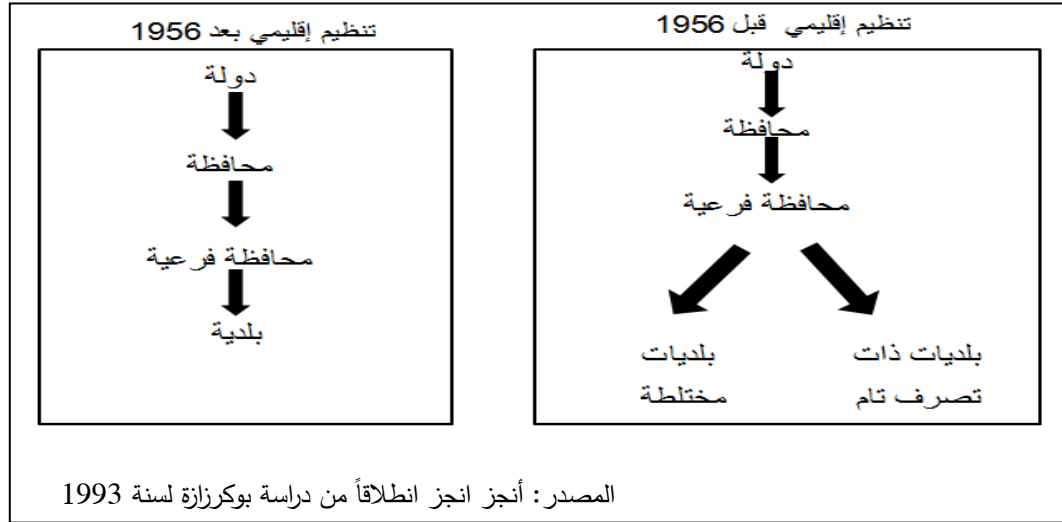 تنظيم إقليمي قبل 1956
دولة
محافظة
محافظة فرعية
بلديات ذات
تصرف تام
بلديات
مختلطة
تنظيم إقليمي بعد 1956
دولة
محافظة
محافظة فرعية
بلدية
المصدر: أنجز انجز انطلاقاً من دراسة بوكرزازة لسنة 1993